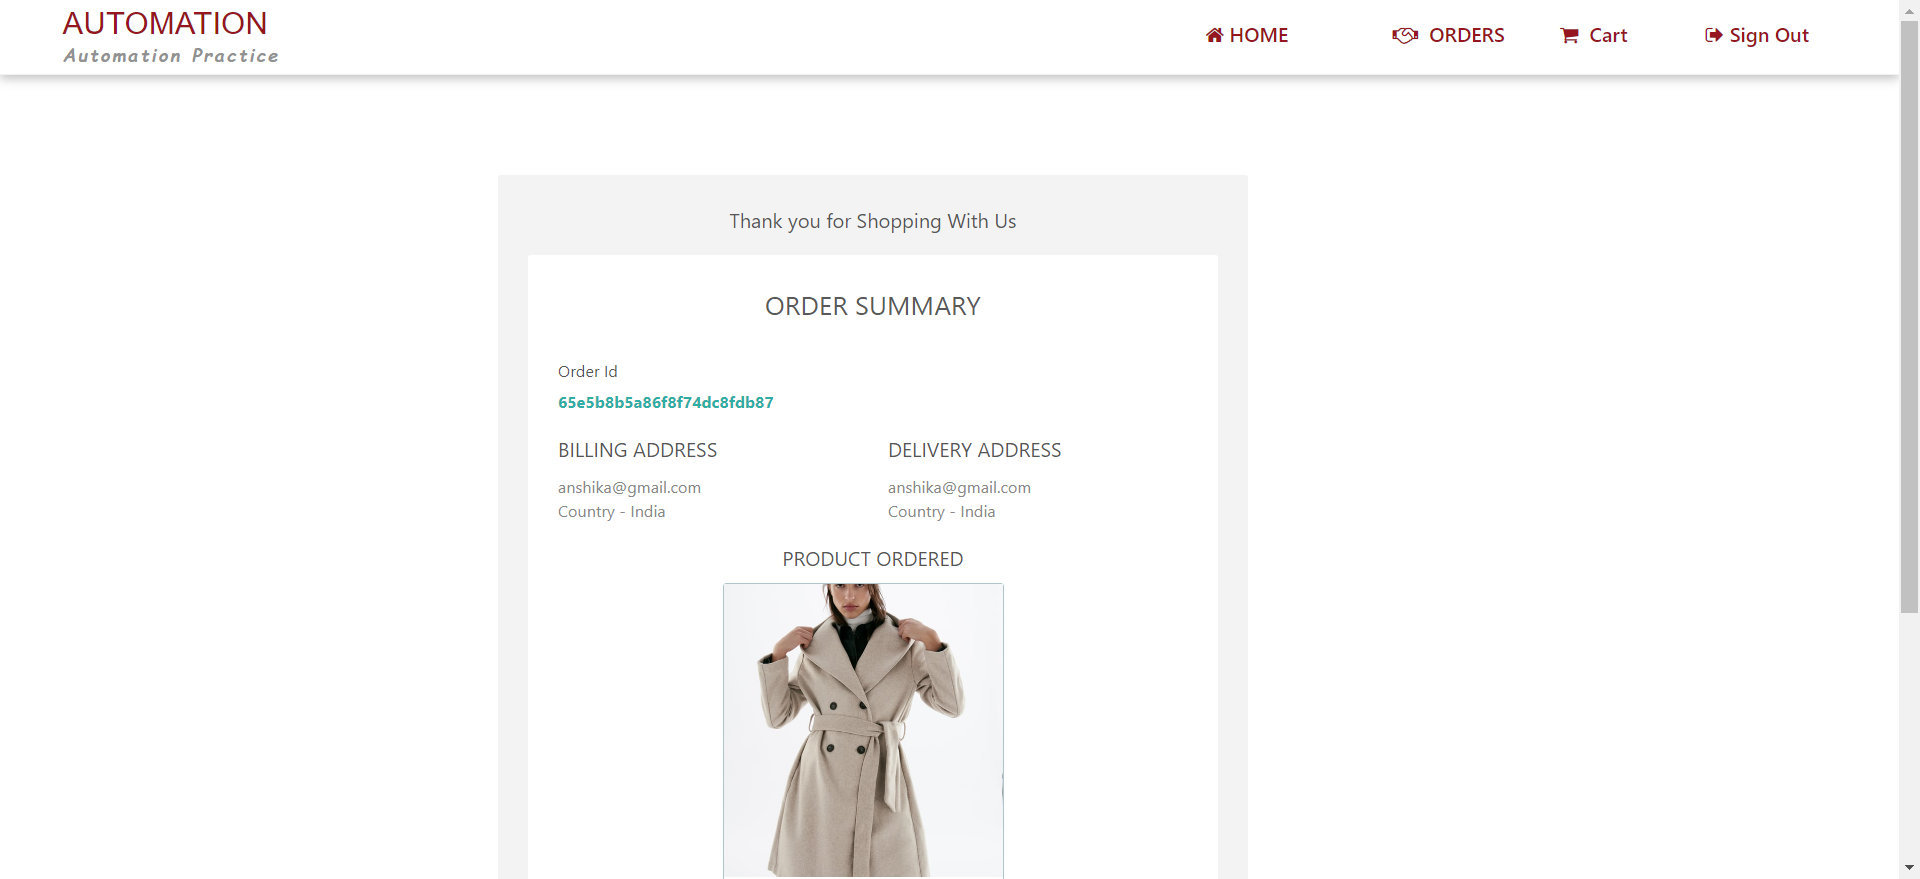 AUTOMATION
Automation Practice
HOME
ORDERS
Cart
Sign Out
Thank you for Shopping With Us
ORDER SUMMARY
Order Id
65e5b8b5a86f8f74dc8fdb87
BILLING ADDRESS
anshika@gmail.com
Country - India
DELIVERY ADDRESS
anshika@gmail.com
Country - India
PRODUCT ORDERED